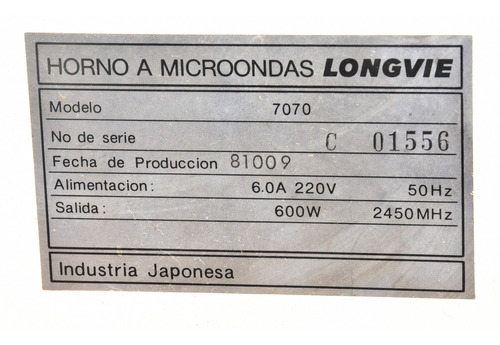 HORNO A MICROONDAS LONGVIE
Modelo 7070
No de serie C 01556
Fecha de Produccion 81009
Alimentacion: 6.0A 220V 50Hz
Salida: 600W 2450MHz
Industria Japonesa